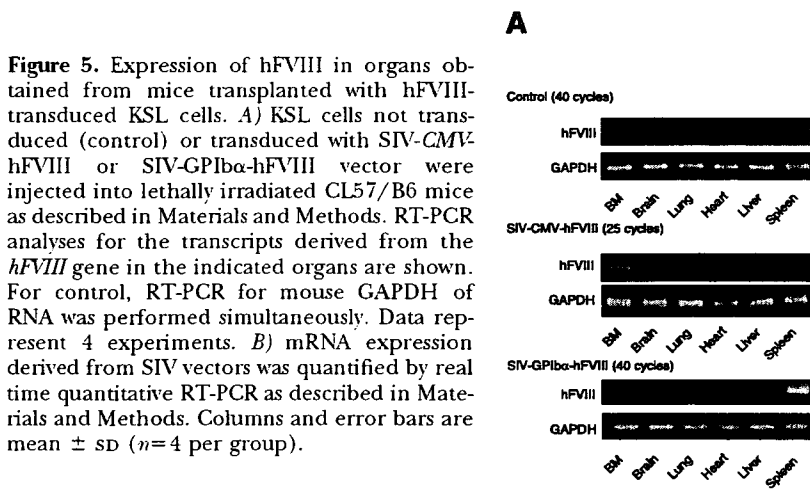 Figure 5. Expression of hFVIII in organs ob-
tained from mice transplanted with hFVIII-
transduced KSL cells. A) KSL cells not trans-
duced (control) or transduced with SIV-CMV-
hFVIII or SIV-GPIbα-hFVIII vector were
injected into lethally irradiated CL57/B6 mice
as described in Materials and Methods. RT-PCR
analyses for the transcripts derived from the
hFVIII gene in the indicated organs are shown.
For control, RT-PCR for mouse GAPDH of
RNA was performed simultaneously. Data rep-
resent 4 experiments. B) mRNA expression
derived from SIV vectors was quantified by real
time quantitative RT-PCR as described in Mate-
rials and Methods. Columns and error bars are
mean ± SD (n=4 per group).
A
Control (40 cycles)
hFVIII
GAPDH
BM Brain Lung Heart Liver Spleen
SIV-CMV-hFVIII (25 cycles)
hFVIII
GAPDH
BM Brain Lung Heart Liver Spleen
SIV-GPIbα-hFVIII (40 cycles)
hFVIII
GAPDH
BM Brain Lung Heart Liver Spleen